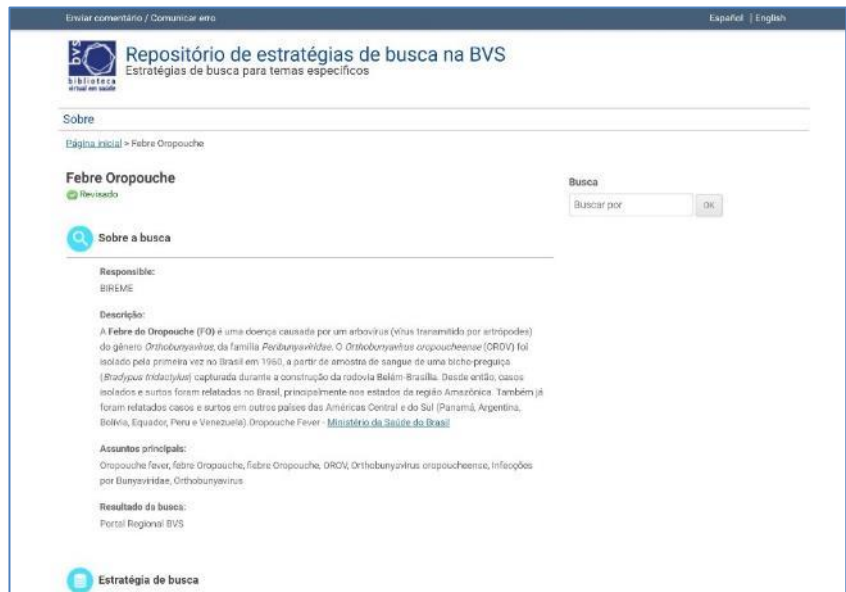 Enviar comentário / Comunicar erro
Español | English
bvs
biblioteca
virtual em saúde
Repositório de estratégias de busca na BVS
Estratégias de busca para temas específicos
Sobre
Página inicial > Febre Oropouche
Febre Oropouche
Revisado
Busca
Buscar por
OK
Sobre a busca
Responsible:
BIREME
Descrição:
A Febre do Oropouche (FO) é uma doença causada por um arbovírus (vírus transmitido por artrópodes)
do gênero Orthobunyavirus, da família Peribunyaviridae. O Orthobunyavirus oropoucheense (OROV) foi
isolado pela primeira vez no Brasil em 1960, a partir de amostra de sangue de uma bicho-preguiça
(Bradypus tridactylus) capturada durante a construção da rodovia Belém-Brasília. Desde então, casos
isolados e surtos foram relatados no Brasil, principalmente nos estados da região Amazônica. Também já
foram relatados casos e surtos em outros países das Américas Central e do Sul (Panamá, Argentina,
Bolívia, Equador, Peru e Venezuela).Oropouche Fever - Ministério da Saúde do Brasil
Assuntos principais:
Oropouche fever, febre Oropouche, fiebre Oropouche, OROV, Orthobunyavirus oropoucheense, Infecções
por Bunyaviridae, Orthobunyavirus
Resultado da busca:
Portal Regional BVS
Estratégia de busca